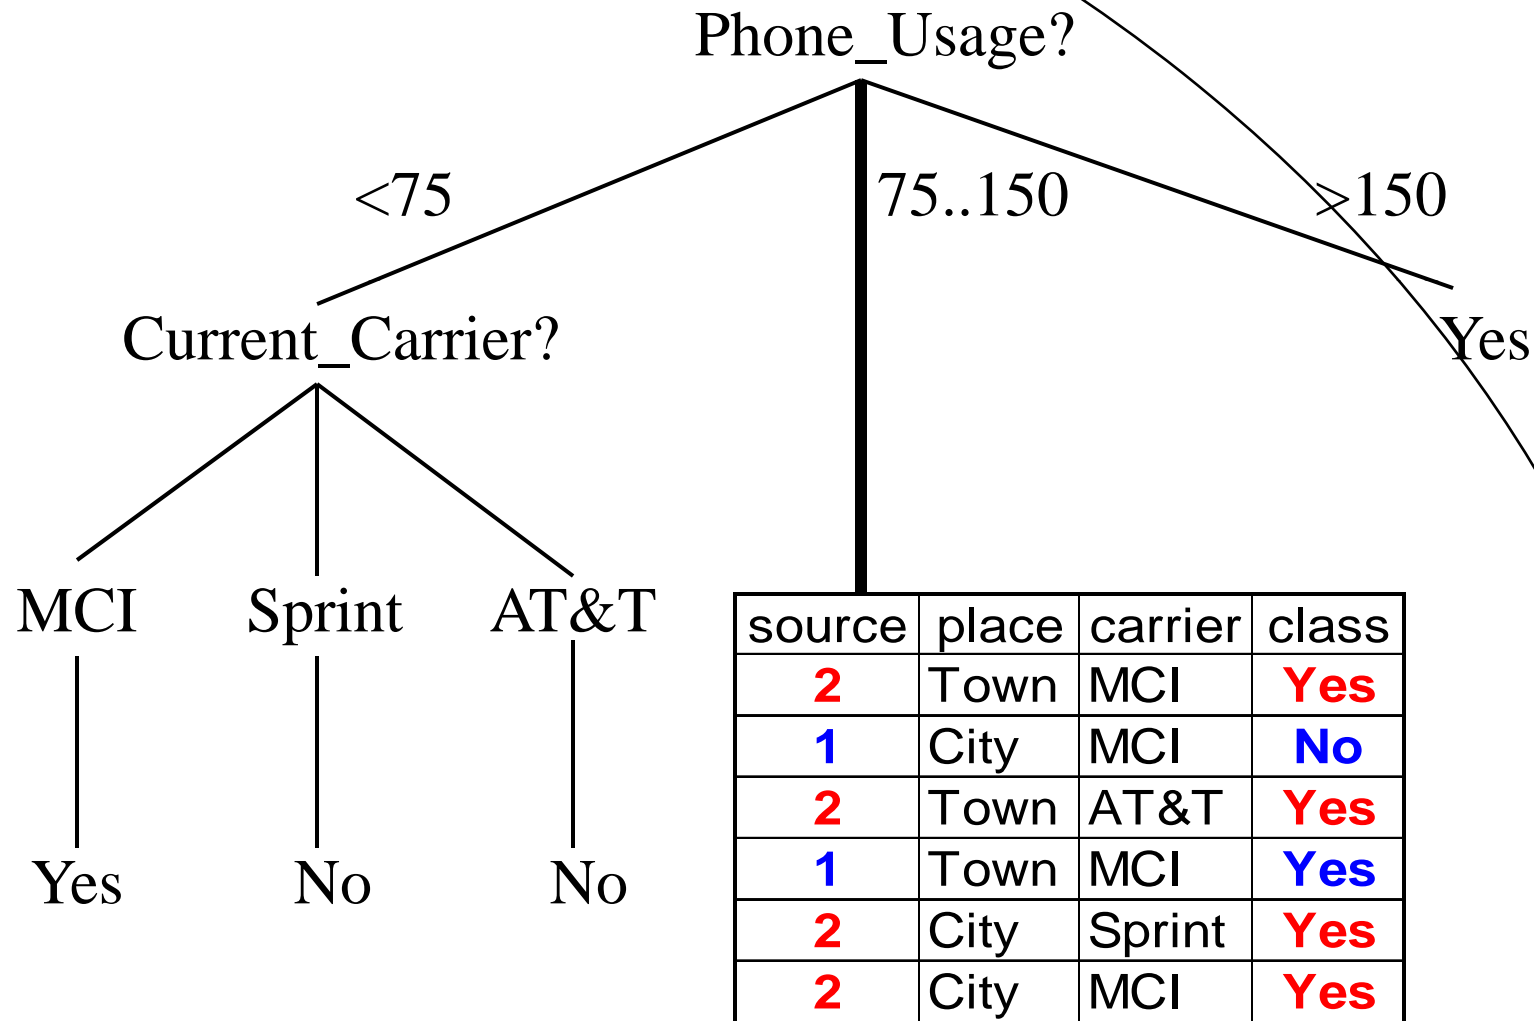 Phone_Usage?
<75 75..150 >150
Current_Carrier? Yes
MCI Sprint AT&T
Yes No No
source place carrier class
2 Town MCI Yes
1 City MCI No
2 Town AT&T Yes
1 Town MCI Yes
2 City Sprint Yes
2 City MCI Yes